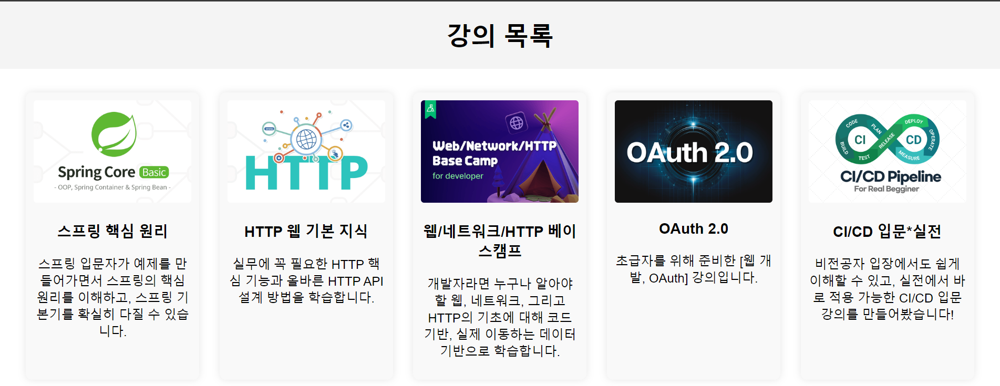 강의 목록
Spring Core Basic
- OOP, Spring Container & Spring Bean -
스프링 핵심 원리
스프링 입문자가 예제를 만
들어가면서 스프링의 핵심
원리를 이해하고, 스프링 기
본기를 확실히 다질 수 있습
니다.
www
HTTP
HTTP 웹 기본 지식
실무에 꼭 필요한 HTTP 핵
심 기능과 올바른 HTTP API
설계 방법을 학습합니다.
Web/Network/HTTP
Base Camp
for developer
웹/네트워크/HTTP 베이
스캠프
개발자라면 누구나 알아야
할 웹, 네트워크, 그리고
HTTP의 기초에 대해 코드
기반, 실제 이동하는 데이터
기반으로 학습합니다.
OAuth 2.0
OAuth 2.0
초급자를 위해 준비한 [웹 개
발, OAuth] 강의입니다.
CODE
PLAN
BUILD
TEST
RELEASE
DEPLOY
OPERATE
MEASURE
CI
CD
CI/CD Pipeline
For Real Begginer
CI/CD 입문*실전
비전공자 입장에서도 쉽게
이해할 수 있고, 실전에서 바
로 적용 가능한 CI/CD 입문
강의를 만들어봤습니다!